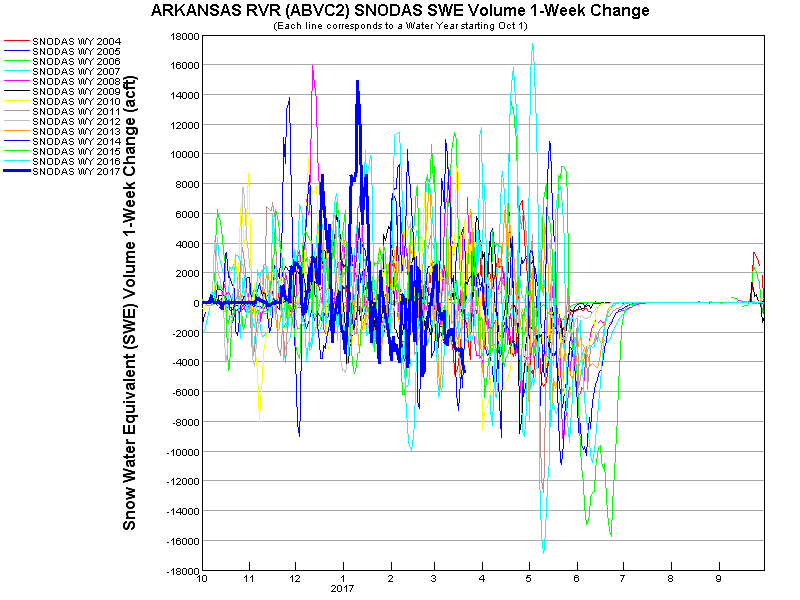 ARKANSAS RVR (ABVC2) SNODAS SWE Volume 1-Week Change
(Each line corresponds to a Water Year starting Oct 1)
SNODAS WY 2004
SNODAS WY 2005
SNODAS WY 2006
SNODAS WY 2007
SNODAS WY 2008
SNODAS WY 2009
SNODAS WY 2010
SNODAS WY 2011
SNODAS WY 2012
SNODAS WY 2013
SNODAS WY 2014
SNODAS WY 2015
SNODAS WY 2016
SNODAS WY 2017
Snow Water Equivalent (SWE) Volume 1-Week Change (acft)
18000
16000
14000
12000
10000
8000
6000
4000
2000
0
-2000
-4000
-6000
-8000
-10000
-12000
-14000
-16000
-18000
10 11 12 1 2 3 4 5 6 7 8 9
2017